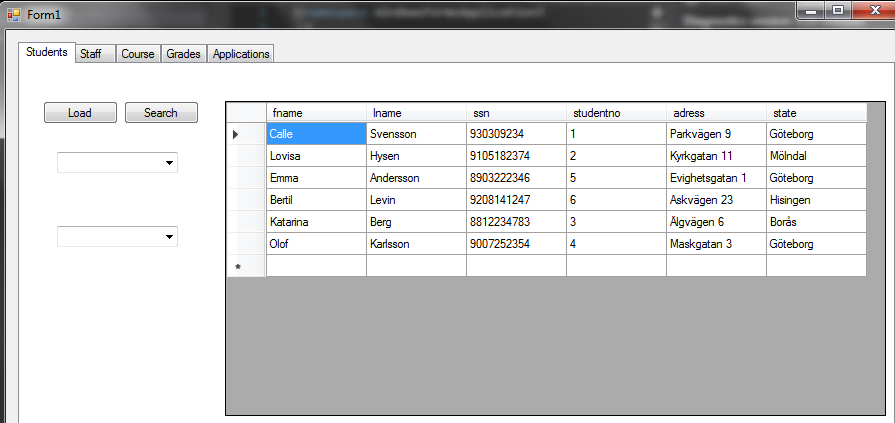 Form1
Students Staff Course Grades Applications
Load Search
fname lname ssn studentno adress state
Calle Svensson 930309234 1 Parkvägen 9 Göteborg
Lovisa Hysen 9105182374 2 Kyrkgatan 11 Mölndal
Emma Andersson 8903222346 5 Evighetsgatan 1 Göteborg
Bertil Levin 9208141247 6 Askvägen 23 Hisingen
Katarina Berg 8812234783 3 Älgvägen 6 Borås
Olof Karlsson 9007252354 4 Maskgatan 3 Göteborg
*